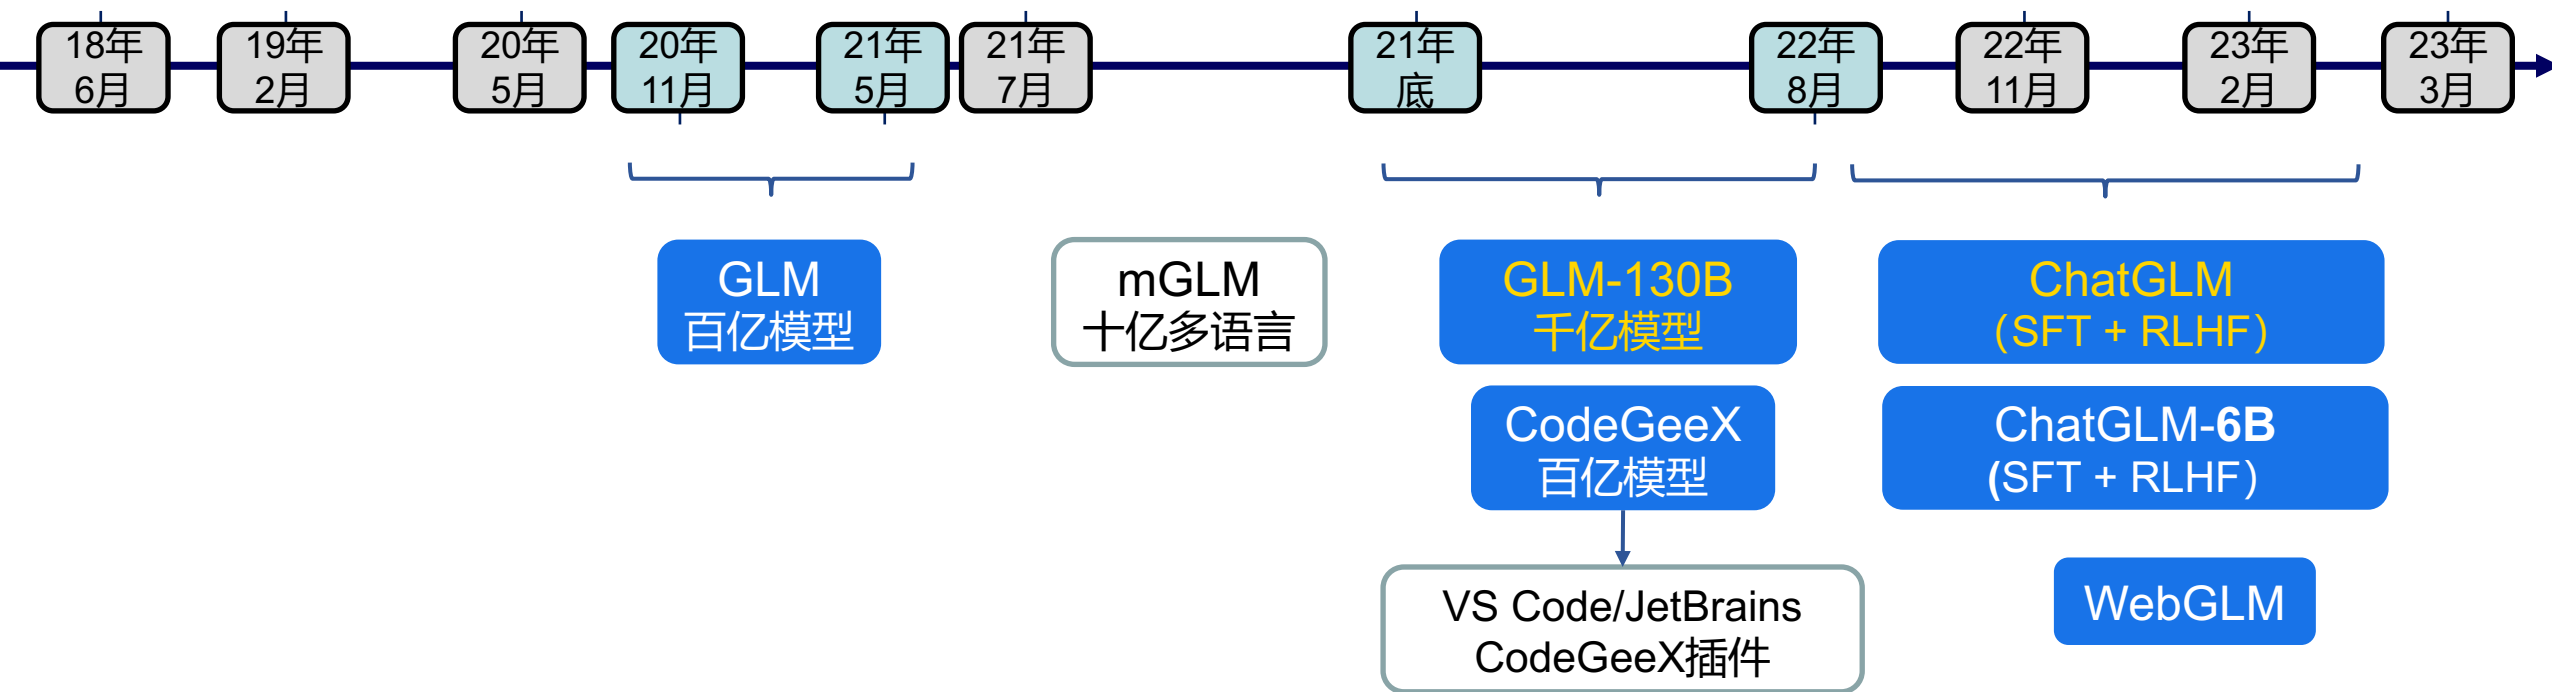 18年
6月
19年
2月
20年
5月
20年
11月
21年
5月
21年
7月
21年
底
22年
8月
22年
11月
23年
2月
23年
3月
GLM
百亿模型
mGLM
十亿多语言
GLM-130B
千亿模型
ChatGLM
(SFT + RLHF)
CodeGeeX
百亿模型
ChatGLM-6B
(SFT + RLHF)
VS Code/JetBrains
CodeGeeX插件
WebGLM